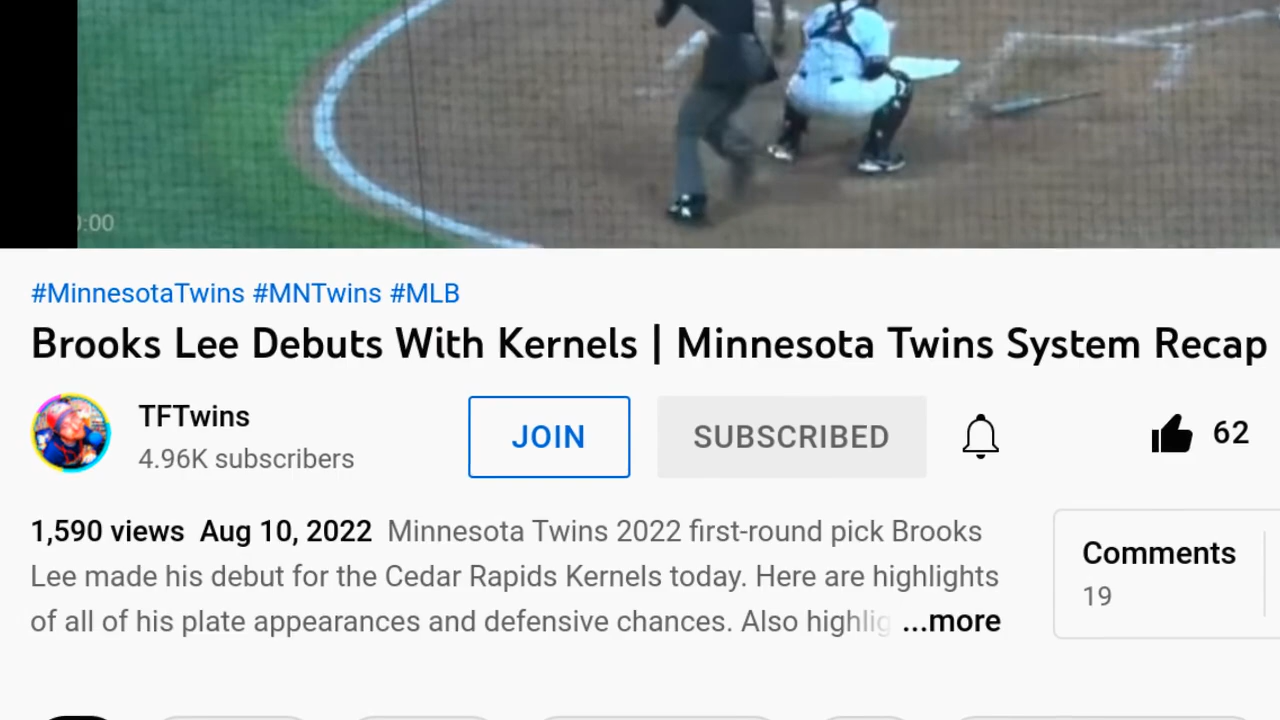 #MinnesotaTwins #MNTwins #MLB
Brooks Lee Debuts With Kernels | Minnesota Twins System Recap
TFTwins
4.96K subscribers
JOIN
SUBSCRIBED
62
1,590 views Aug 10, 2022 Minnesota Twins 2022 first-round pick Brooks
Lee made his debut for the Cedar Rapids Kernels today. Here are highlights
of all of his plate appearances and defensive chances. Also highlig ...more
Comments
19